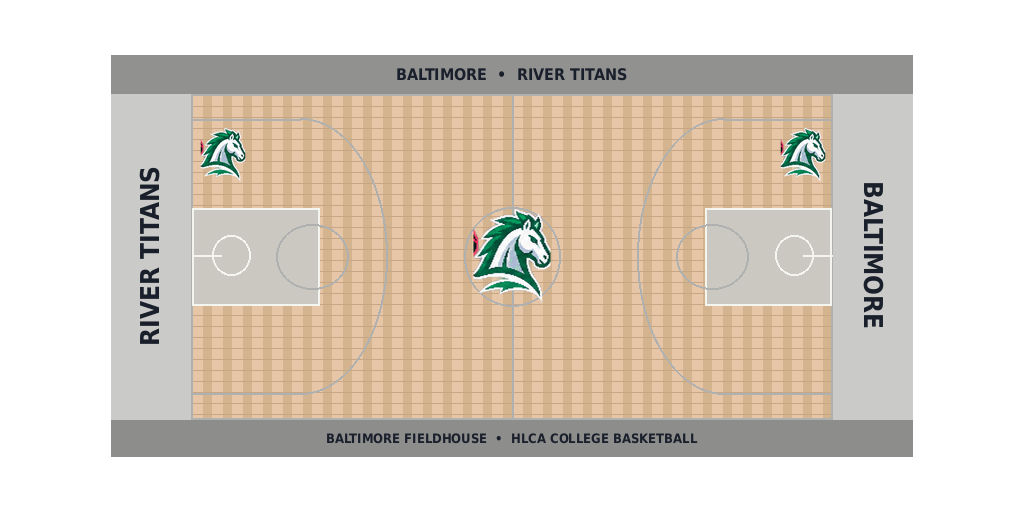 BALTIMORE • RIVER TITANS
RIVER TITANS
BALTIMORE
BALTIMORE FIELDHOUSE • HLCA COLLEGE BASKETBALL